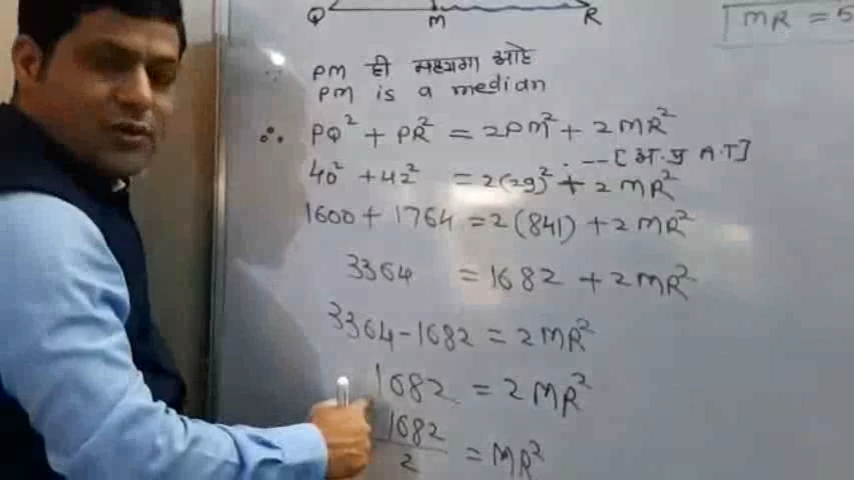 Q M R
MR = 5
∵ PM ही मध्यगा आहे
PM is a median
∴ PQ² + PR² = 2PM² + 2MR²
--- [अ.प्र A.T]
40² + 42² = 2(29)² + 2MR²
1600 + 1764 = 2(841) + 2MR²
3364 = 1682 + 2MR²
3364 - 1682 = 2MR²
1682 = 2MR²
1682/2 = MR²